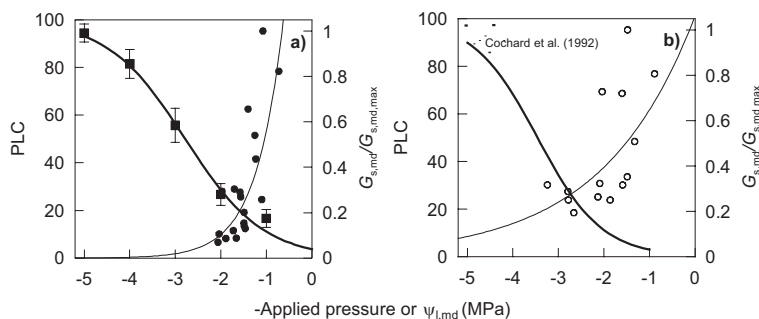 100 a) 1 100 b) 1
Cochard et al. (1992)
80 0.8 80 0.8
60 0.6 60 0.6
PLC Gs,md/Gs,md,max PLC Gs,md/Gs,md,max
40 0.4 40 0.4
20 0.2 20 0.2
0 0 0 0
-5 -4 -3 -2 -1 0 -5 -4 -3 -2 -1 0
-Applied pressure or ψl,md (MPa)